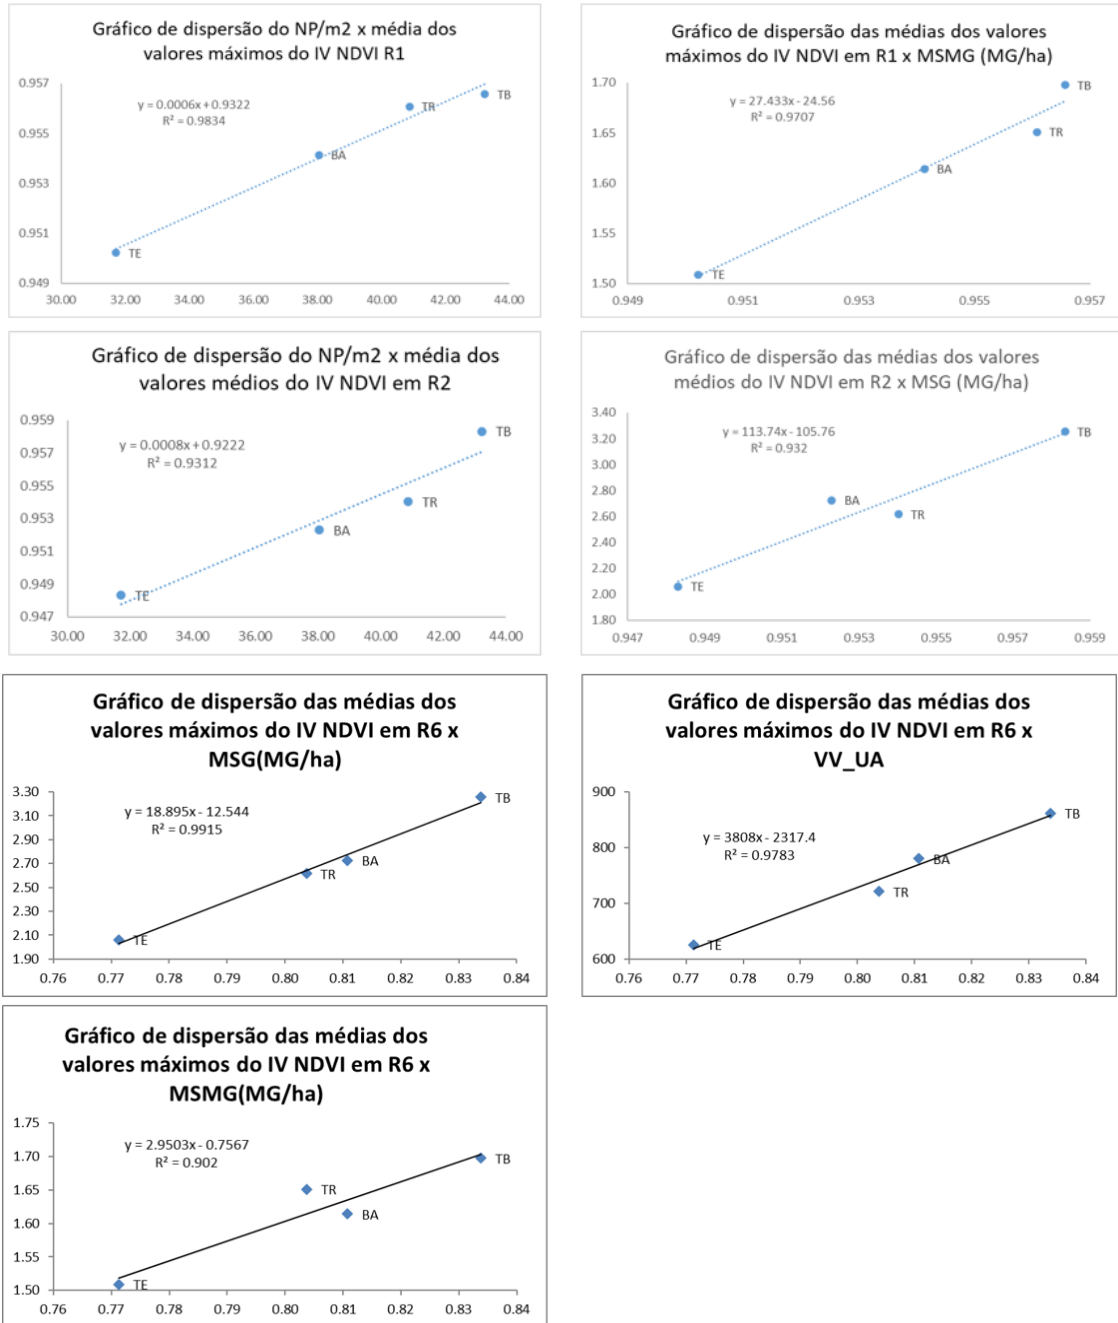 Gráfico de dispersão do NP/m2 x média dos
valores máximos do IV NDVI R1
0.957
0.955
0.953
0.951
0.949
y = 0.0006x + 0.9322
R² = 0.9834
TR
TB
BA
TE
30.00 32.00 34.00 36.00 38.00 40.00 42.00 44.00
Gráfico de dispersão das médias dos valores
máximos do IV NDVI em R1 x MSMG (MG/ha)
1.70
1.65
1.60
1.55
1.50
y = 27.433x - 24.56
R² = 0.9707
TB
TR
BA
TE
0.949 0.951 0.953 0.955 0.957
Gráfico de dispersão do NP/m2 x média dos
valores médios do IV NDVI em R2
0.959
0.957
0.955
0.953
0.951
0.949
0.947
y = 0.0008x + 0.9222
R² = 0.9312
TB
TR
BA
TE
30.00 32.00 34.00 36.00 38.00 40.00 42.00 44.00
Gráfico de dispersão das médias dos valores
médios do IV NDVI em R2 x MSG (MG/ha)
3.40
3.20
3.00
2.80
2.60
2.40
2.20
2.00
1.80
y = 113.74x - 105.76
R² = 0.932
TB
BA
TR
TE
0.947 0.949 0.951 0.953 0.955 0.957 0.959
Gráfico de dispersão das médias dos
valores máximos do IV NDVI em R6 x
MSG(MG/ha)
3.30
3.10
2.90
2.70
2.50
2.30
2.10
1.90
y = 18.895x - 12.544
R² = 0.9915
TB
BA
TR
TE
0.76 0.77 0.78 0.79 0.80 0.81 0.82 0.83 0.84
Gráfico de dispersão das médias dos
valores máximos do IV NDVI em R6 x
VV_UA
900
800
700
600
y = 3808x - 2317.4
R² = 0.9783
TB
BA
TR
TE
0.76 0.77 0.78 0.79 0.80 0.81 0.82 0.83 0.84
Gráfico de dispersão das médias dos
valores máximos do IV NDVI em R6 x
MSMG(MG/ha)
1.75
1.70
1.65
1.60
1.55
1.50
y = 2.9503x - 0.7567
R² = 0.902
TB
TR
BA
TE
0.76 0.77 0.78 0.79 0.80 0.81 0.82 0.83 0.84